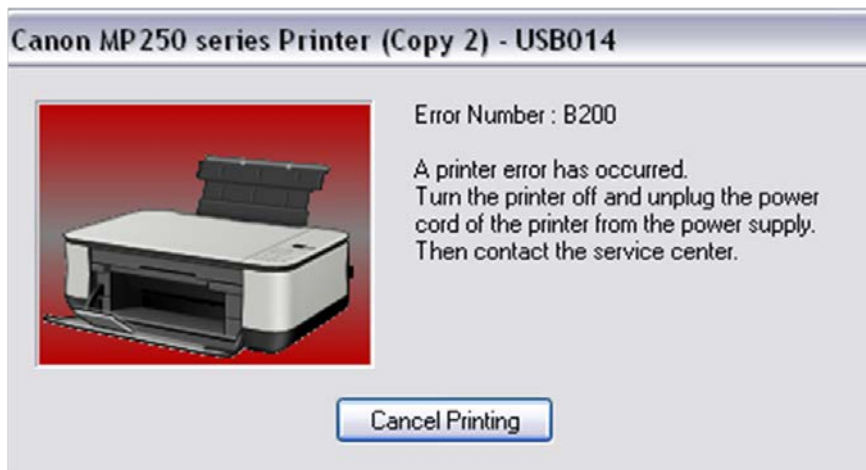 Canon MP250 series Printer (Copy 2) - USB014
Error Number : B200
A printer error has occurred.
Turn the printer off and unplug the power
cord of the printer from the power supply.
Then contact the service center.
Cancel Printing